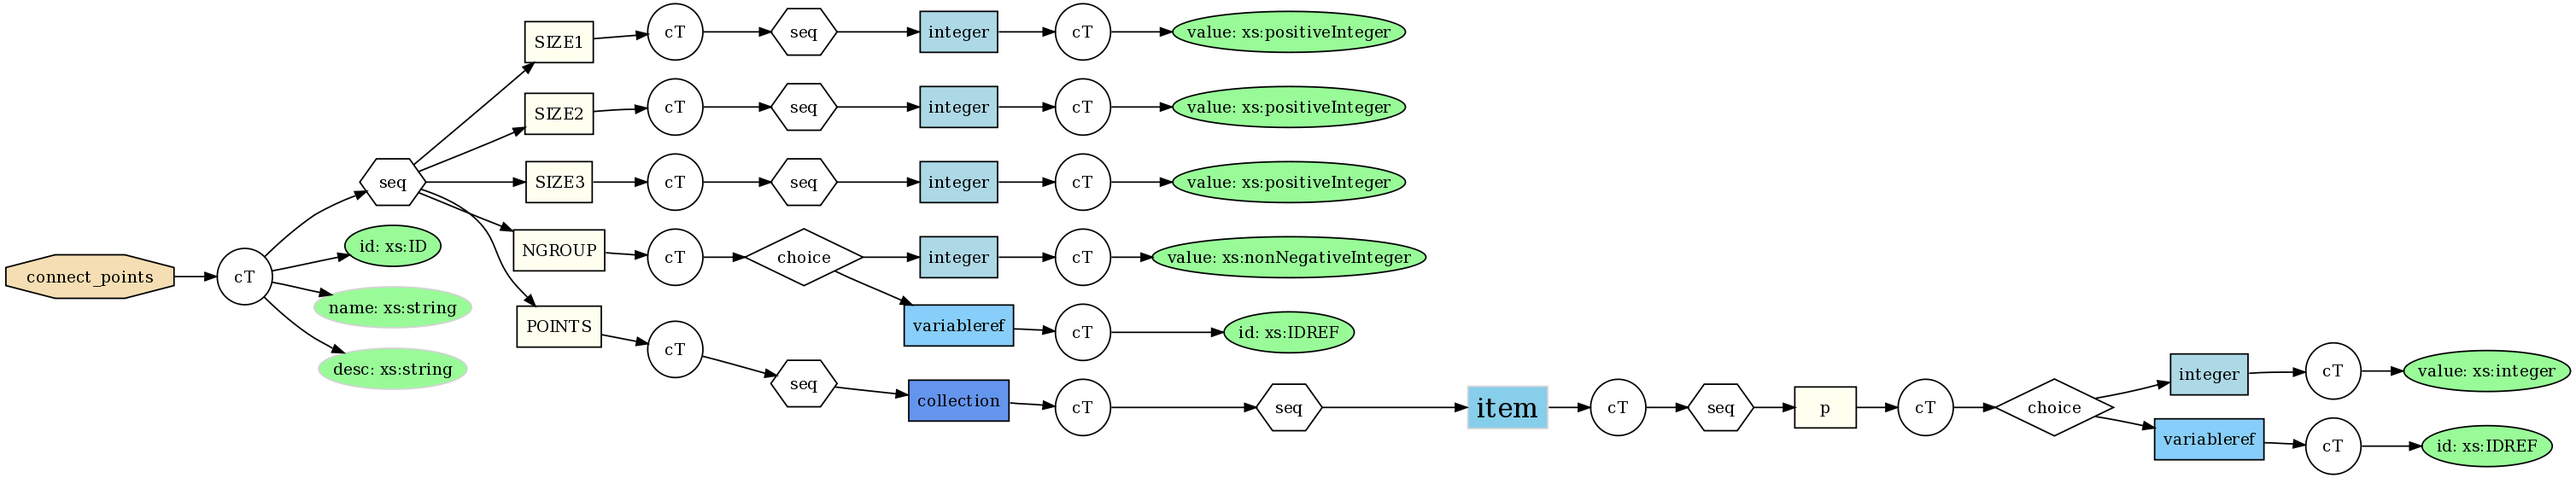 connect_points
cT
seq
id: xs:ID
name: xs:string
desc: xs:string
SIZE1
cT
seq
integer
cT
value: xs:positiveInteger
SIZE2
cT
seq
integer
cT
value: xs:positiveInteger
SIZE3
cT
seq
integer
cT
value: xs:positiveInteger
NGROUP
cT
choice
integer
cT
value: xs:nonNegativeInteger
variableref
cT
id: xs:IDREF
POINTS
cT
seq
collection
cT
seq
item
cT
seq
p
cT
choice
integer
cT
value: xs:integer
variableref
cT
id: xs:IDREF